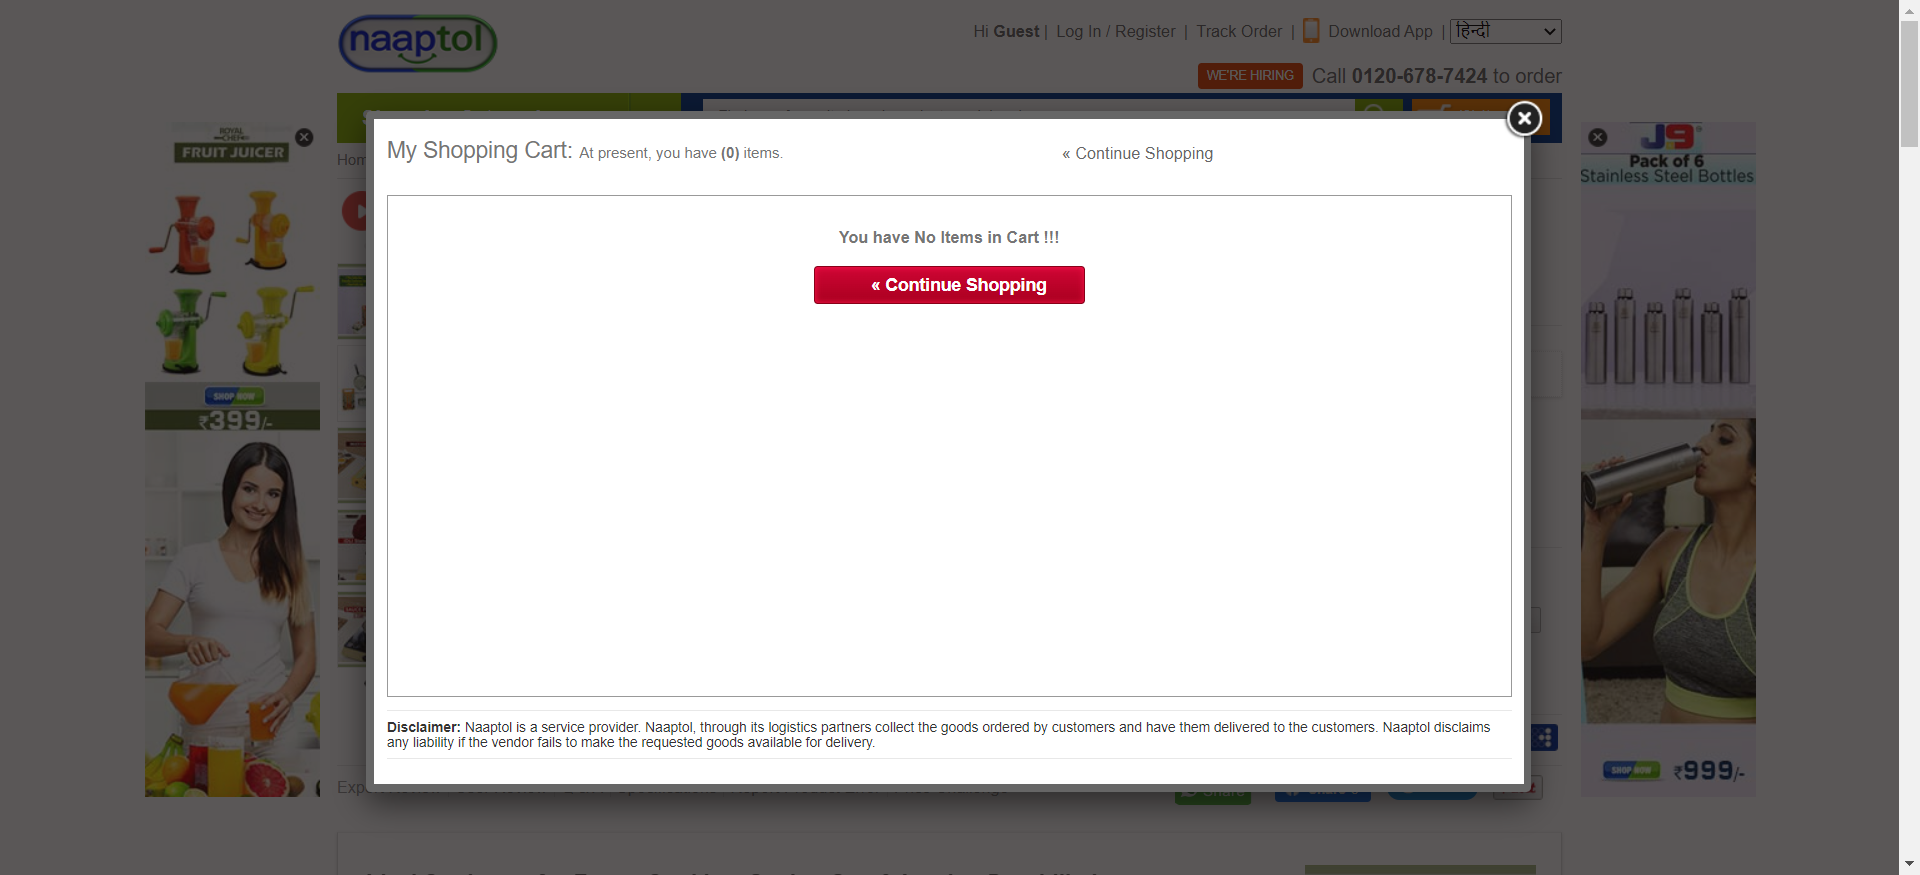 naaptol
Hi Guest | Log In / Register | Track Order | Download App | हिन्दी
WE'RE HIRING Call 0120-678-7424 to order
ROYAL CHEF
FRUIT JUICER
SHOP NOW
₹399/-
My Shopping Cart: At present, you have (0) items.
« Continue Shopping
You have No Items in Cart !!!
« Continue Shopping
Disclaimer: Naaptol is a service provider. Naaptol, through its logistics partners collect the goods ordered by customers and have them delivered to the customers. Naaptol disclaims
any liability if the vendor fails to make the requested goods available for delivery.
J9
Pack of 6
Stainless Steel Bottles
SHOP NOW
₹999/-